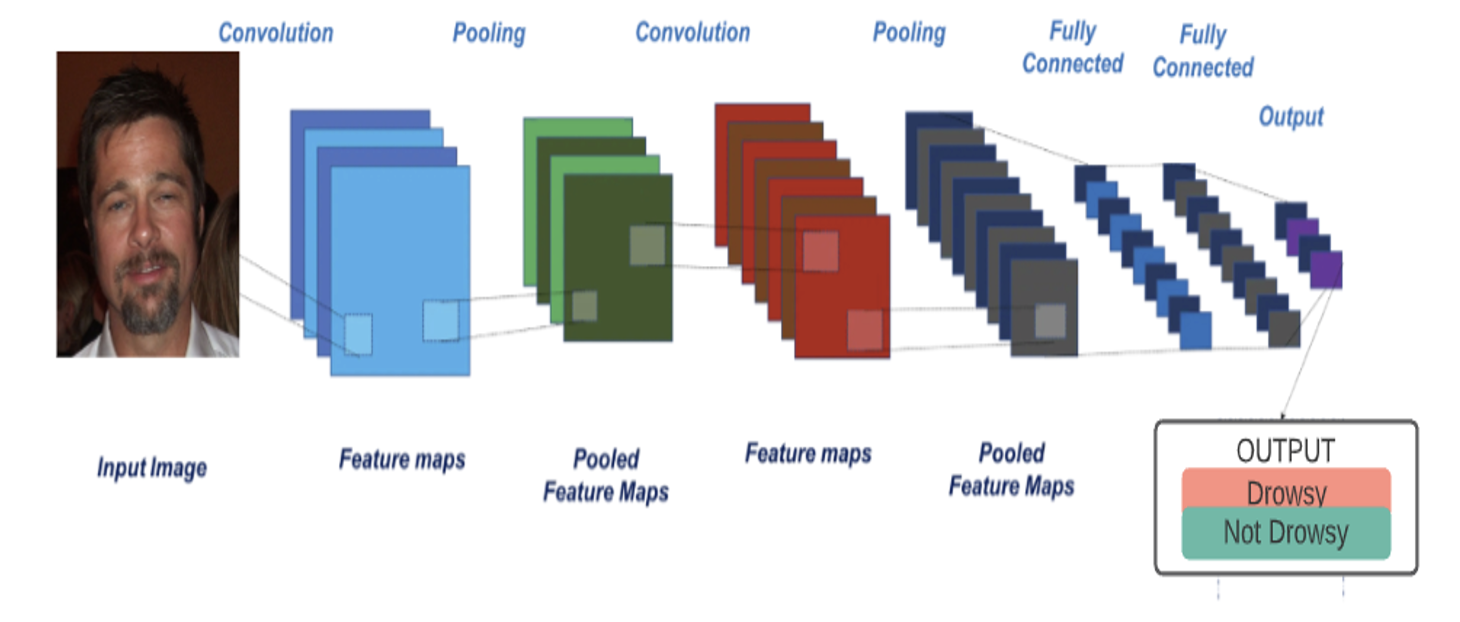 Convolution
Pooling
Convolution
Pooling
Fully
Connected
Fully
Connected
Output
Input Image
Feature maps
Pooled
Feature Maps
Feature maps
Pooled
Feature Maps
OUTPUT
Drowsy
Not Drowsy